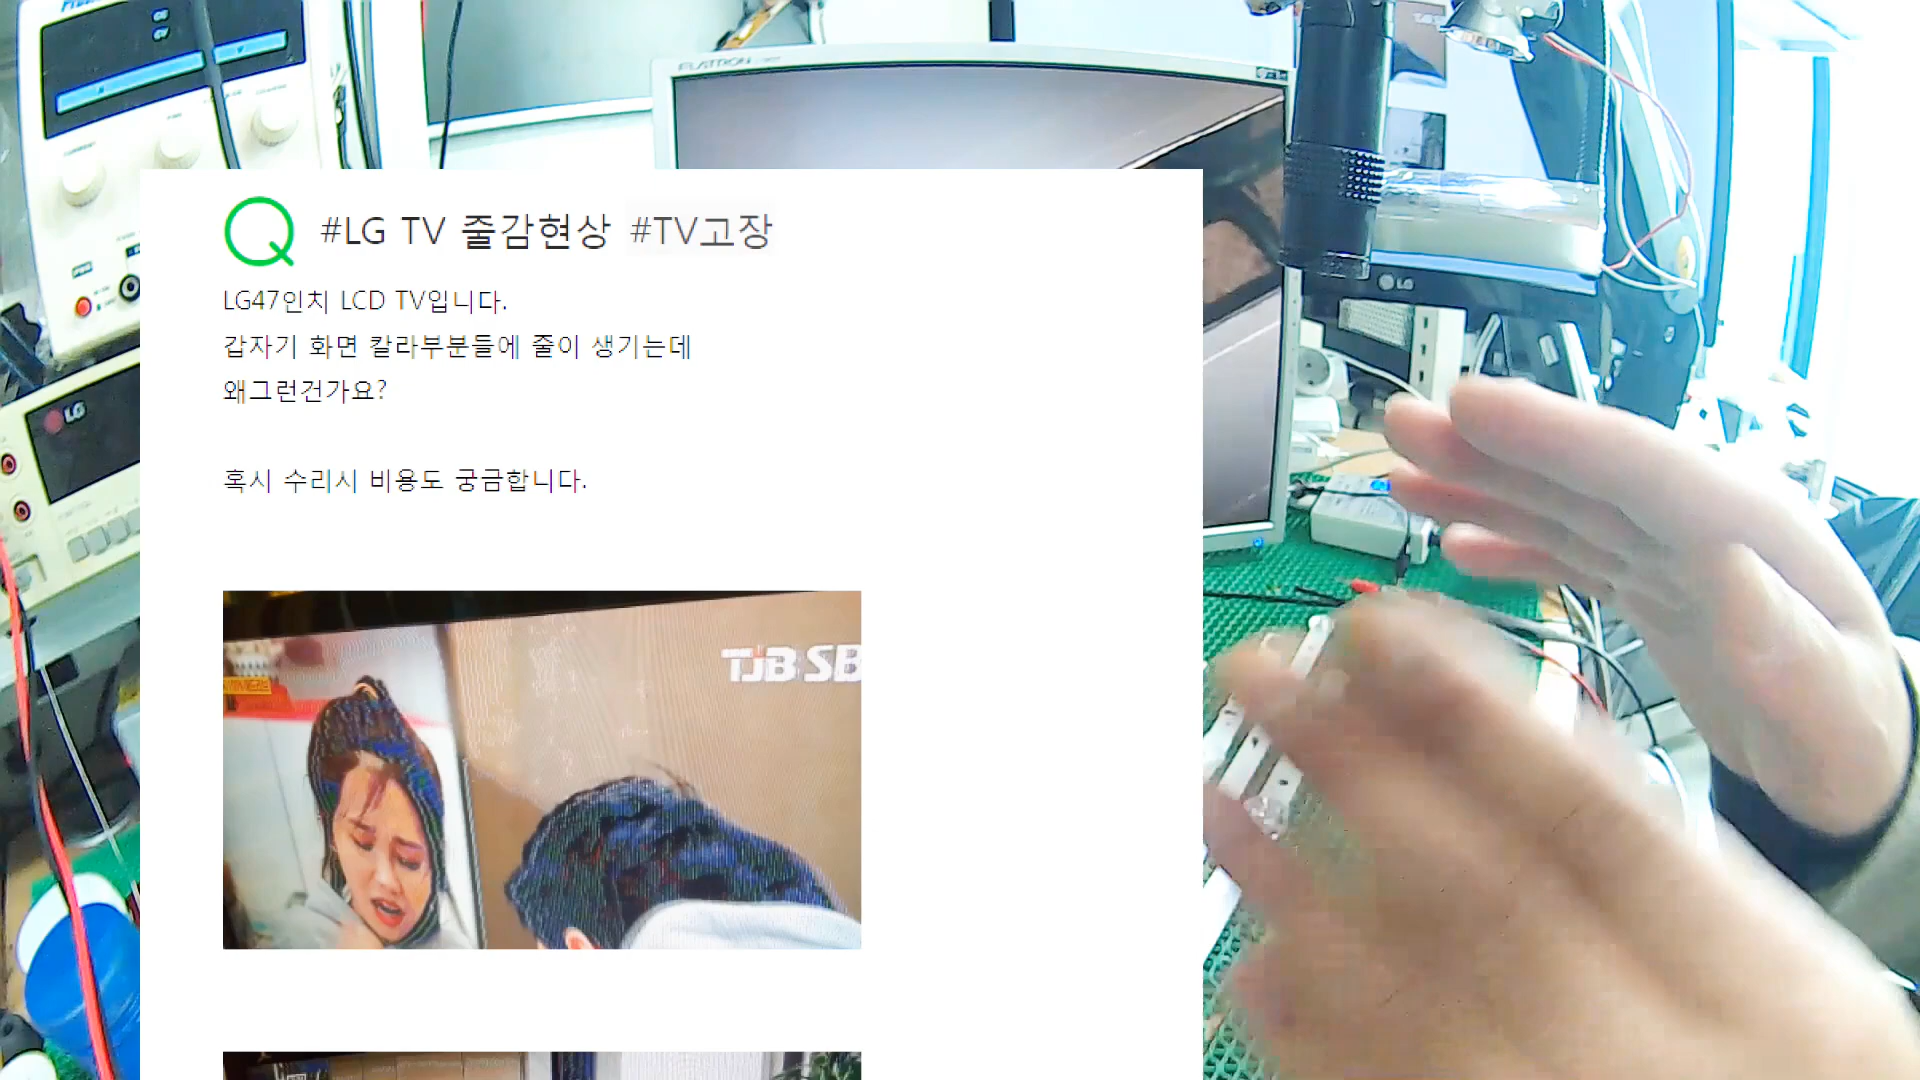 FLATRON
LG
LG
#LG TV 줄감현상 #TV고장
LG47인치 LCD TV입니다.
갑자기 화면 칼라부분들에 줄이 생기는데
왜그런건가요?
혹시 수리시 비용도 궁금합니다.
TJB SB